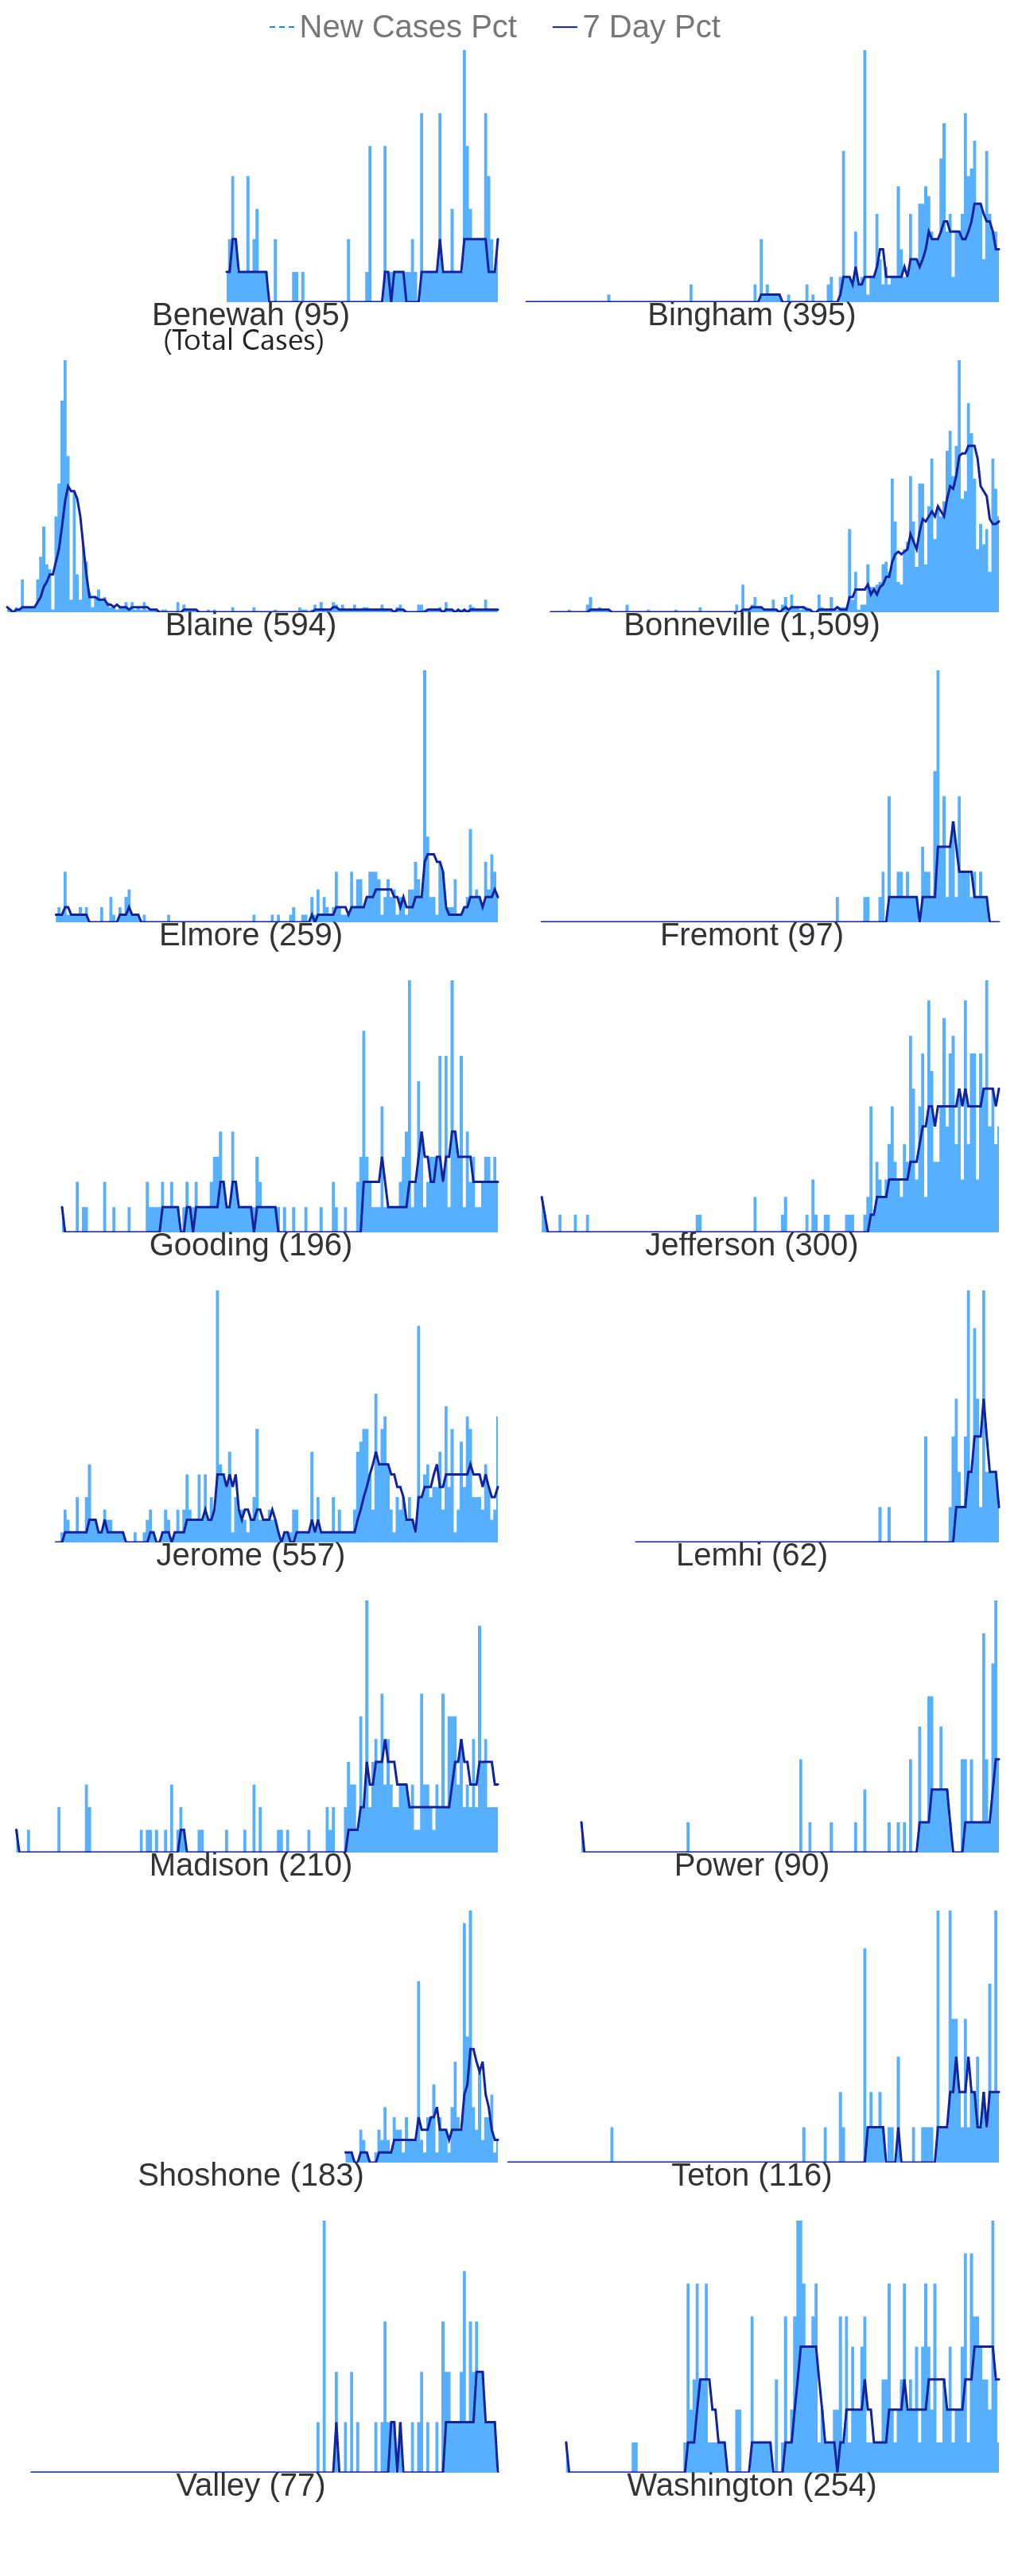 New Cases Pct 7 Day Pct
Benewah (95) Bingham (395)
(Total Cases)
Blaine (594) Bonneville (1,509)
Elmore (259) Fremont (97)
Gooding (196) Jefferson (300)
Jerome (557) Lemhi (62)
Madison (210) Power (90)
Shoshone (183) Teton (116)
Valley (77) Washington (254)